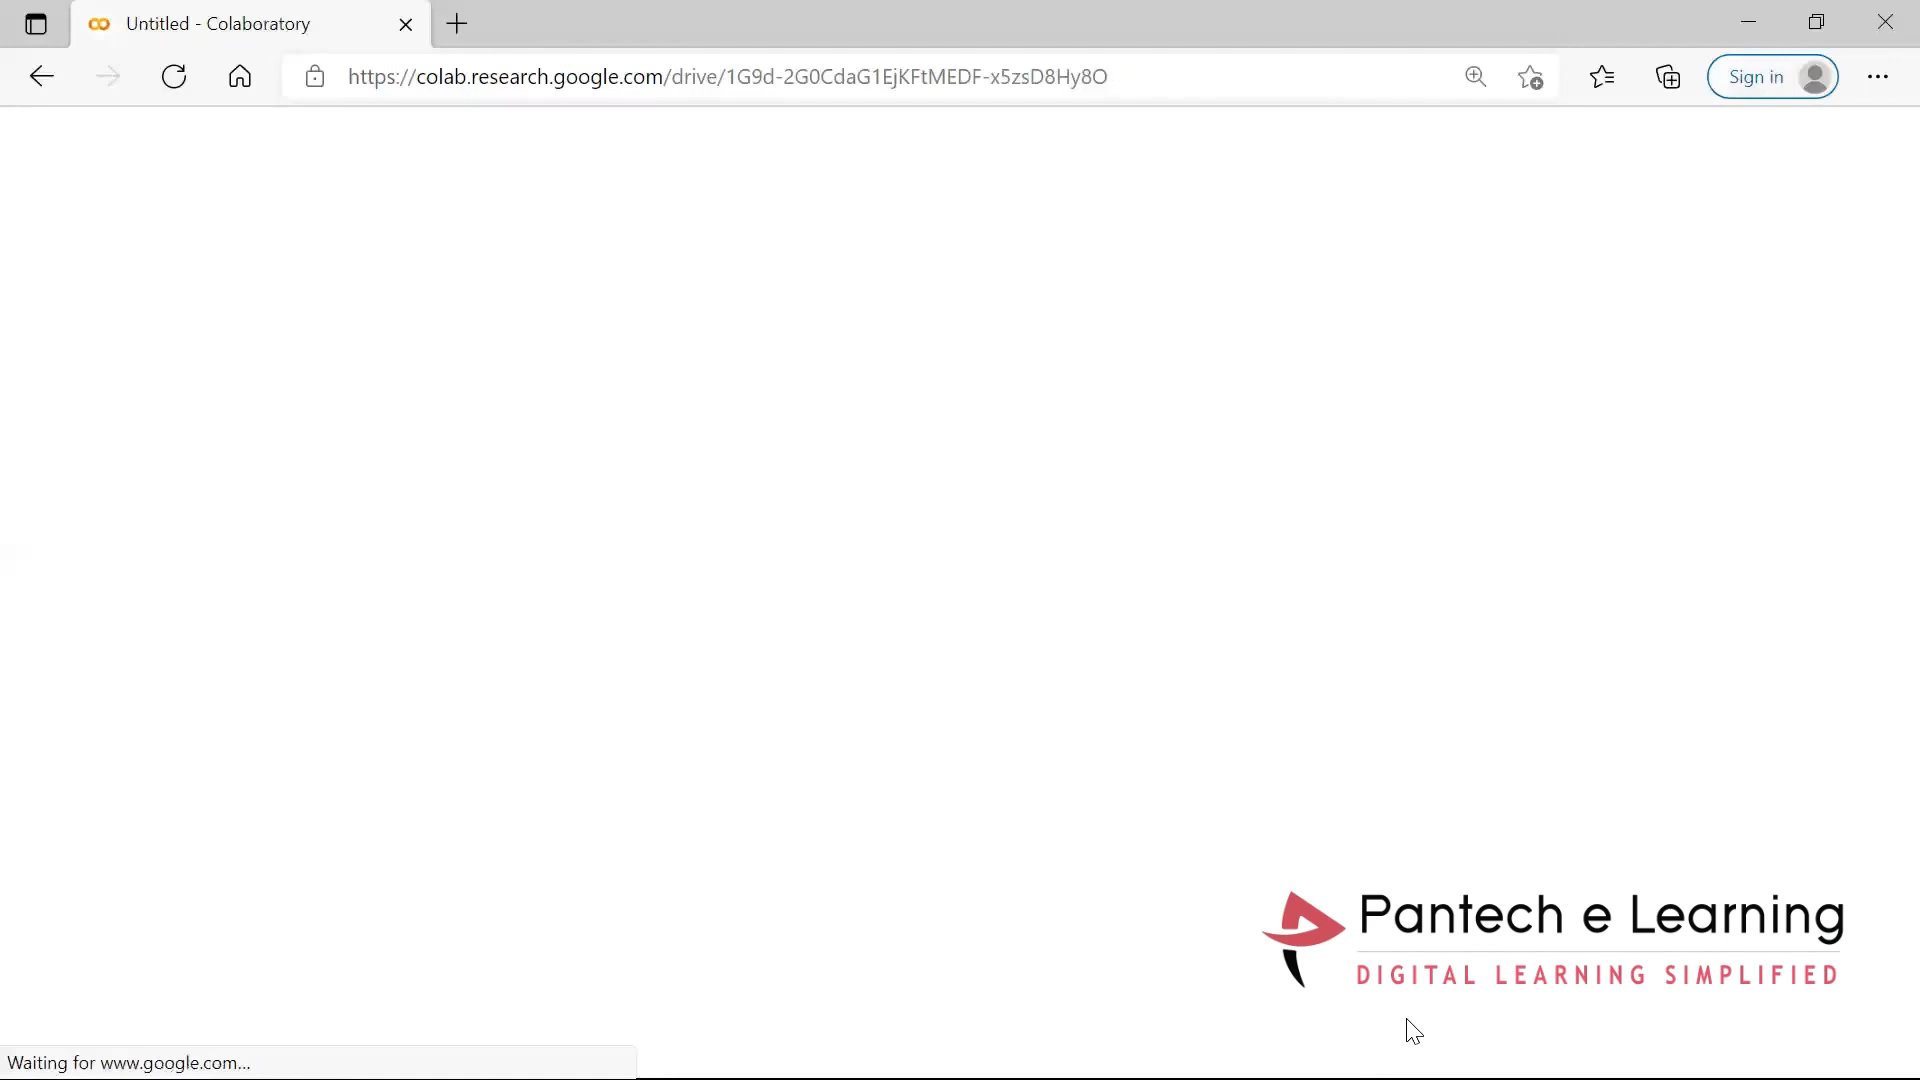 Untitled - Colaboratory
https://colab.research.google.com/drive/1G9d-2G0CdaG1EjKFtMEDF-x5zsD8Hy8O
Sign in
Pantech e Learning
DIGITAL LEARNING SIMPLIFIED
Waiting for www.google.com...